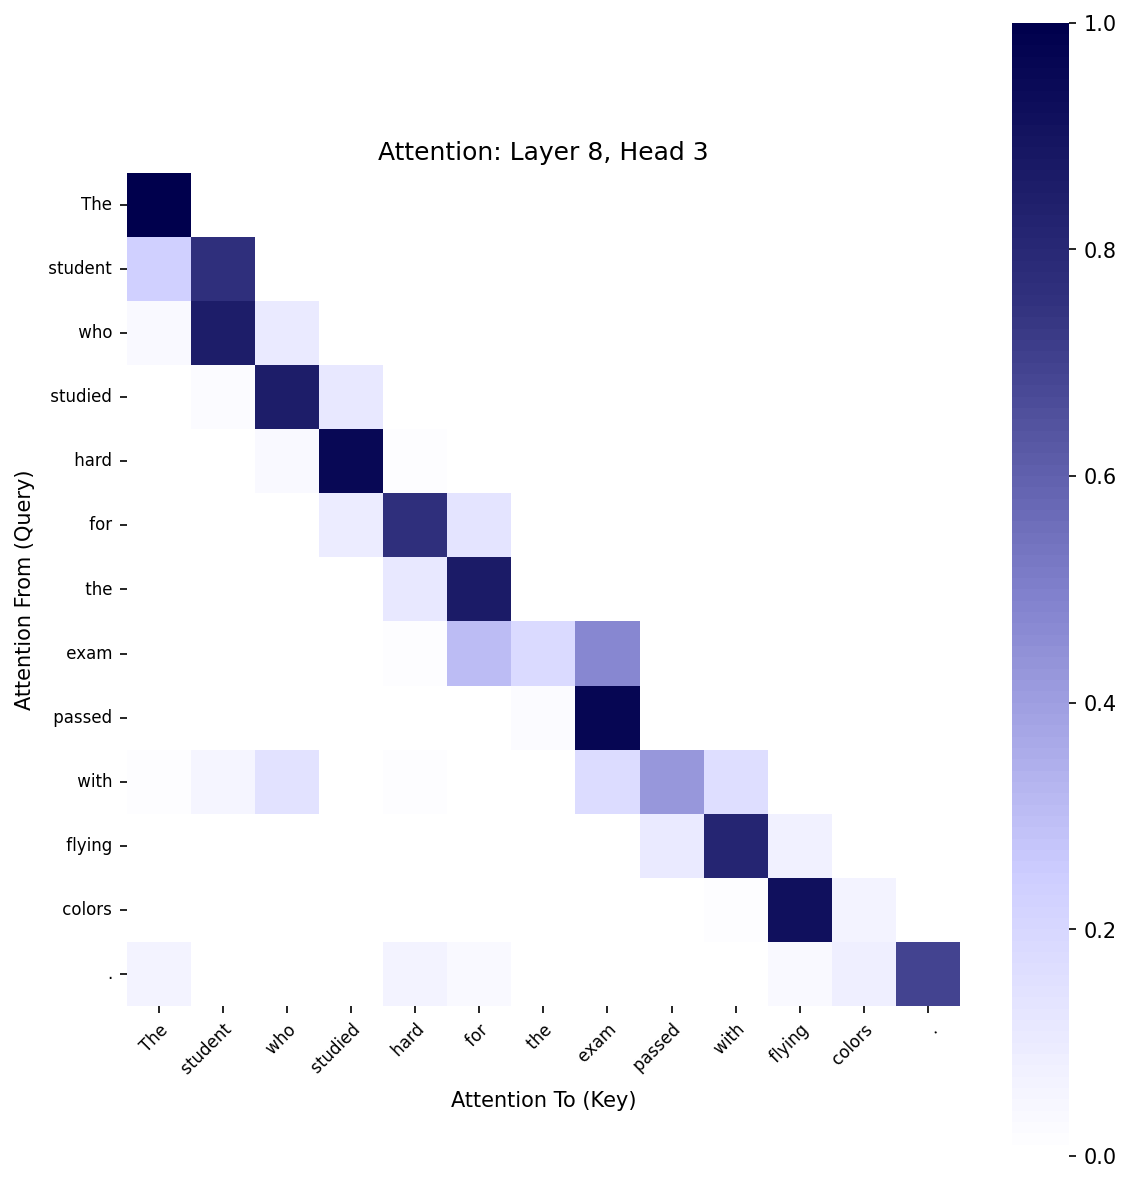 Attention: Layer 8, Head 3
Attention From (Query)
The
student
who
studied
hard
for
the
exam
passed
with
flying
colors
.
The
student
who
studied
hard
for
the
exam
passed
with
flying
colors
.
Attention To (Key)
1.0
0.8
0.6
0.4
0.2
0.0